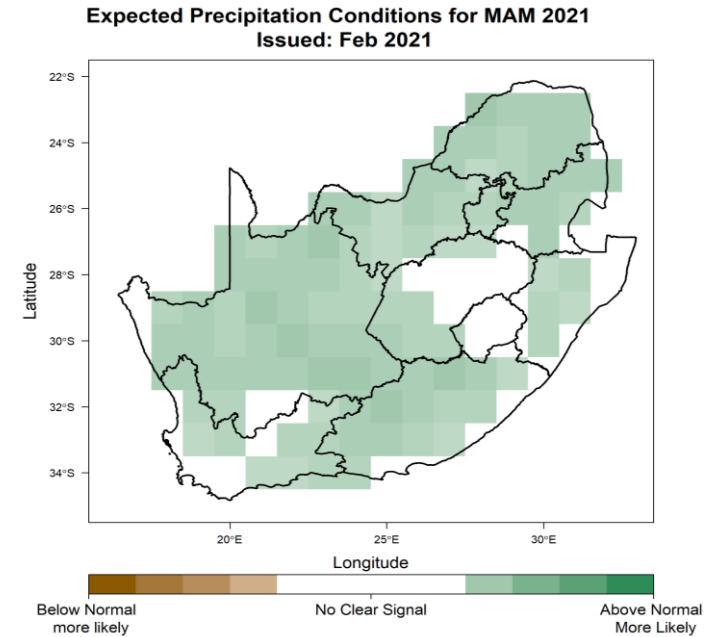 Expected Precipitation Conditions for MAM 2021
Issued: Feb 2021
22°S
24°S
26°S
28°S
30°S
32°S
34°S
Latitude
20°E
25°E
30°E
Longitude
Below Normal
more likely
No Clear Signal
Above Normal
More Likely